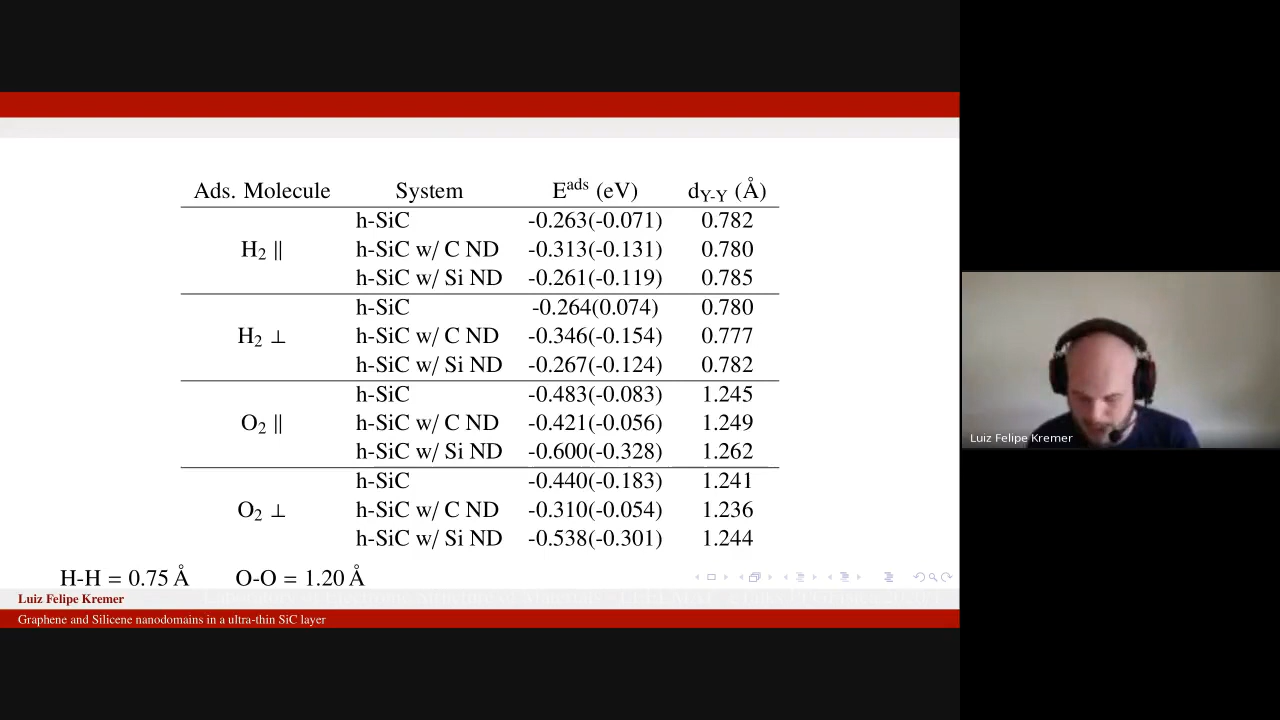 Ads. Molecule System E^ads (eV) d_Y-Y (Å)
H₂ ∥
h-SiC -0.263(-0.071) 0.782
h-SiC w/ C ND -0.313(-0.131) 0.780
h-SiC w/ Si ND -0.261(-0.119) 0.785
H₂ ⊥
h-SiC -0.264(0.074) 0.780
h-SiC w/ C ND -0.346(-0.154) 0.777
h-SiC w/ Si ND -0.267(-0.124) 0.782
O₂ ∥
h-SiC -0.483(-0.083) 1.245
h-SiC w/ C ND -0.421(-0.056) 1.249
h-SiC w/ Si ND -0.600(-0.328) 1.262
O₂ ⊥
h-SiC -0.440(-0.183) 1.241
h-SiC w/ C ND -0.310(-0.054) 1.236
h-SiC w/ Si ND -0.538(-0.301) 1.244
H-H = 0.75 Å O-O = 1.20 Å
Luiz Felipe Kremer
Graphene and Silicene nanodomains in a ultra-thin SiC layer
Luiz Felipe Kremer